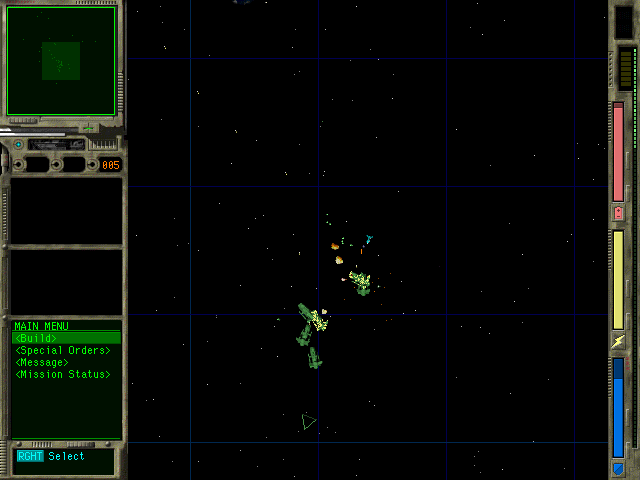 005
MAIN MENU
<Build>
<Special Orders>
<Message>
<Mission Status>
RGHT Select